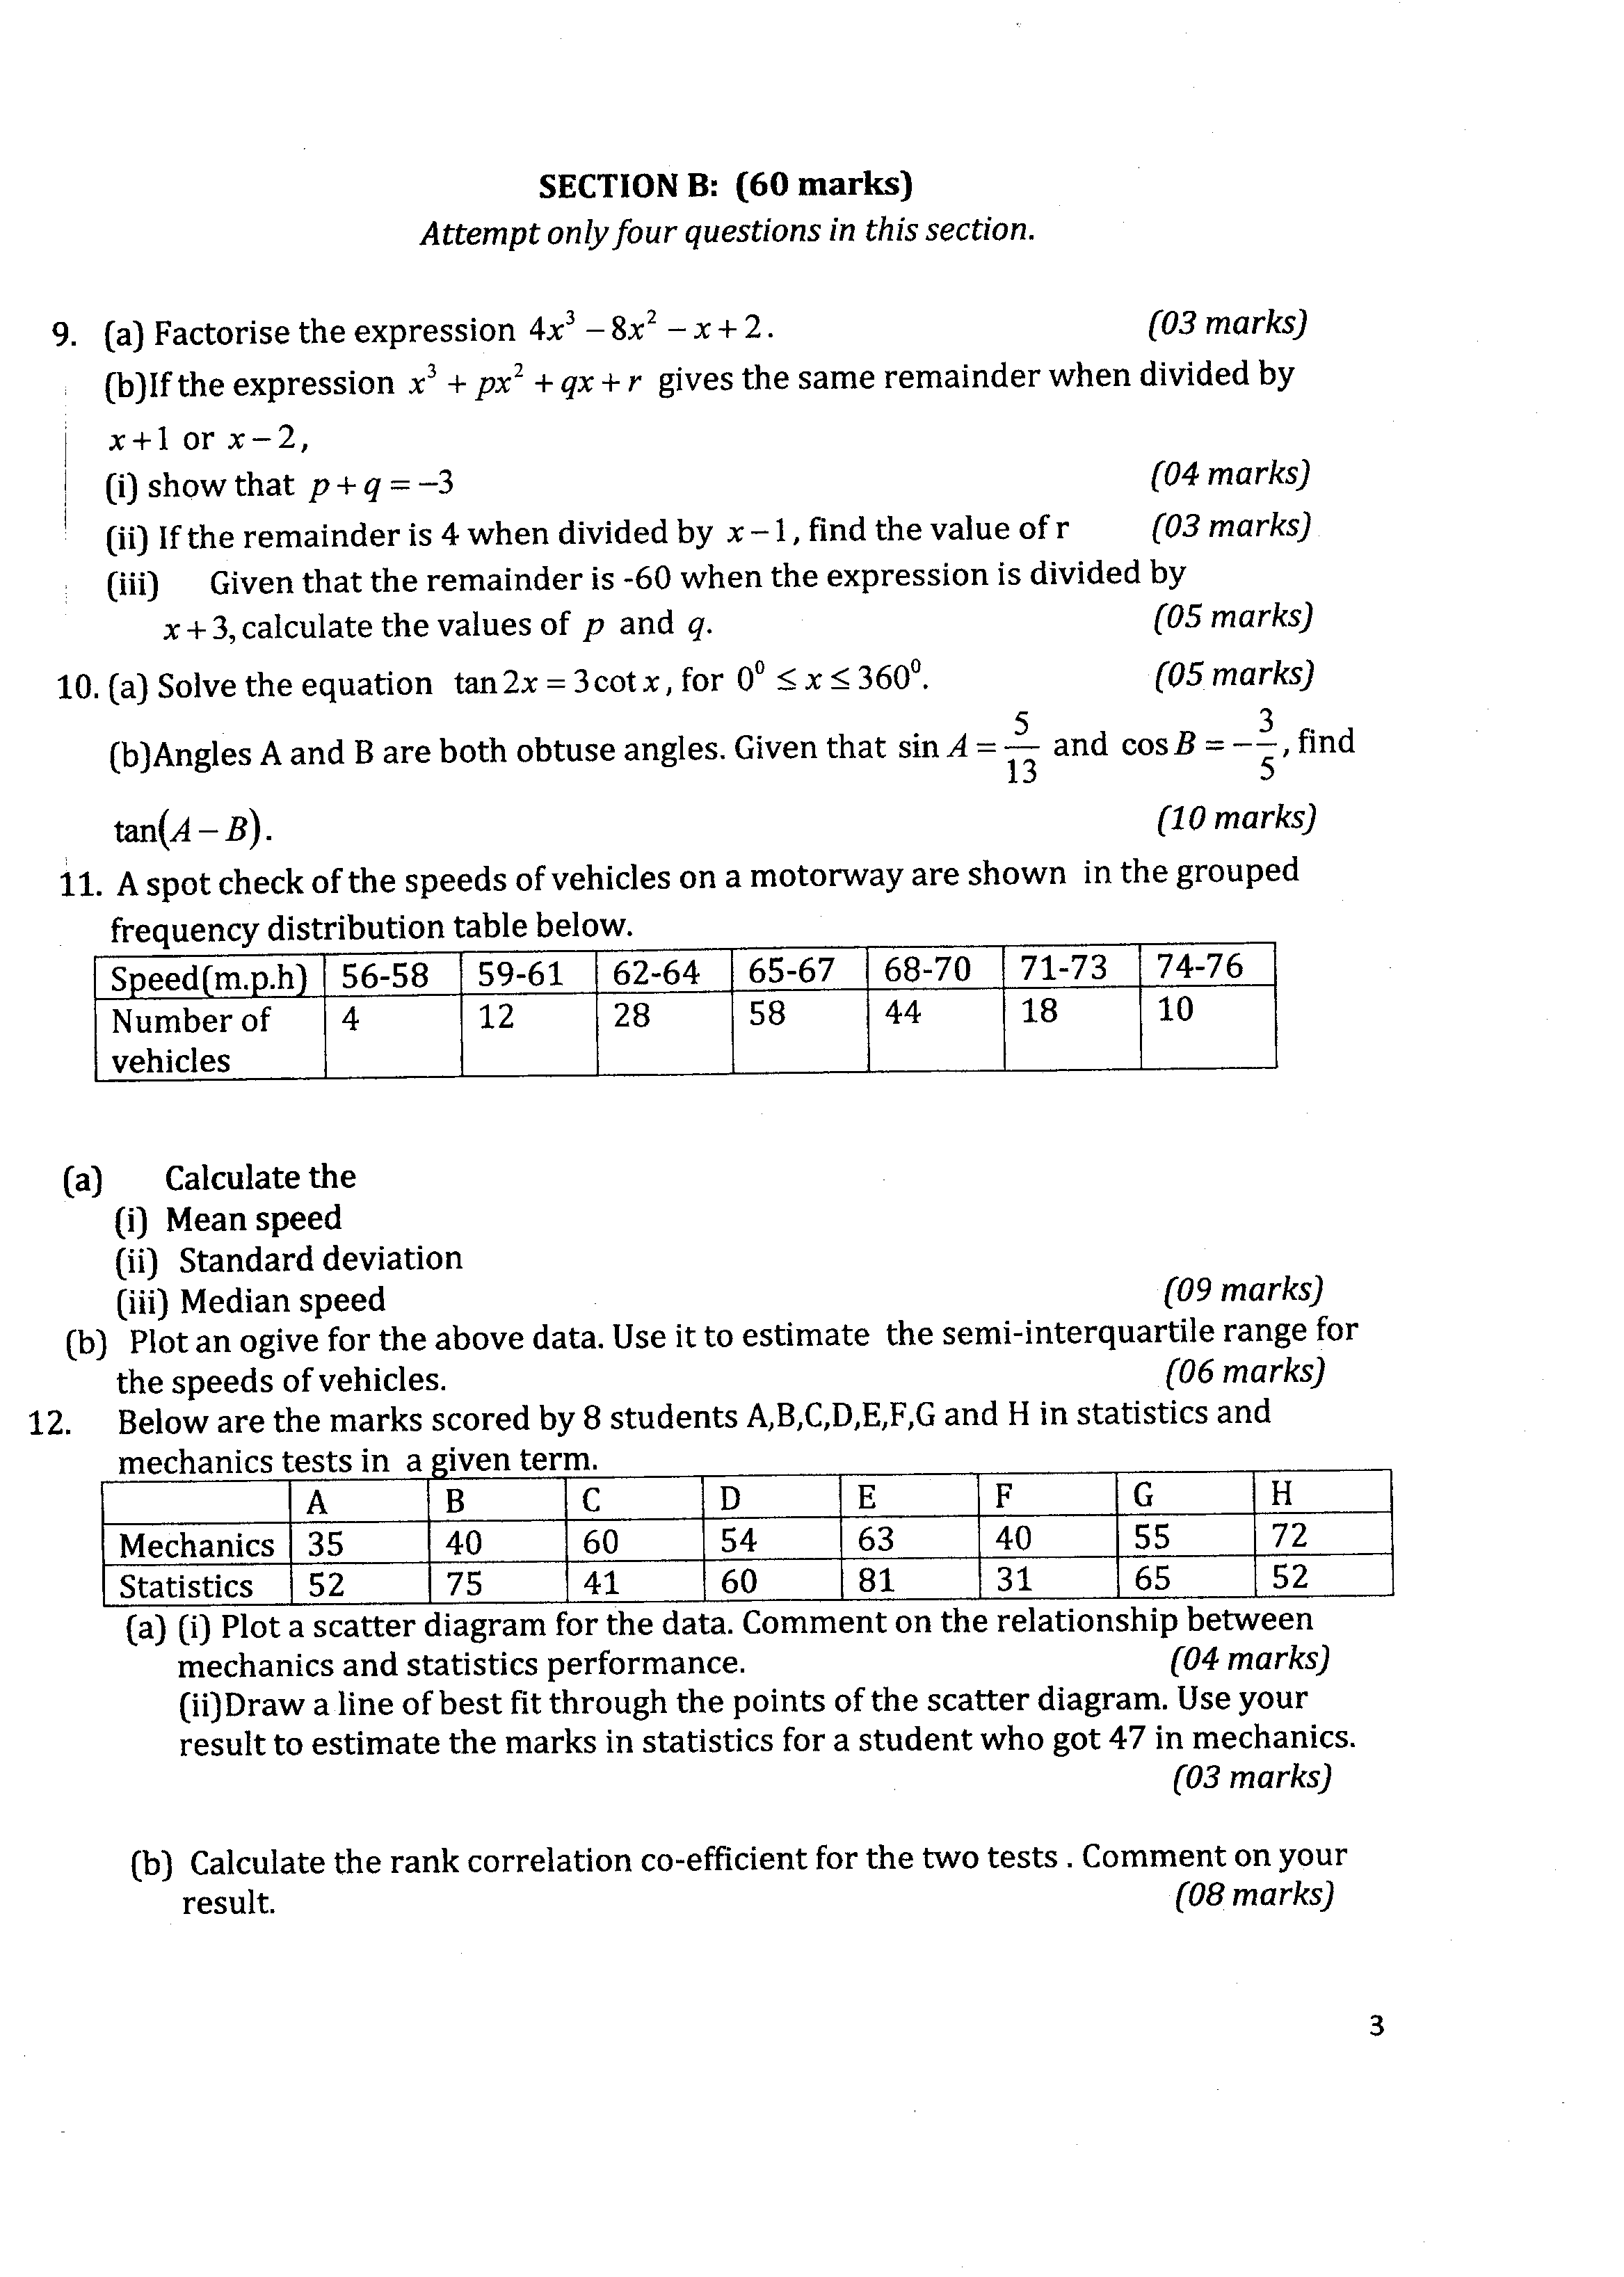 SECTION B: (60 marks)
Attempt only four questions in this section.
9. (a) Factorise the expression 4x³ – 8x² – x + 2. (03 marks)
(b)If the expression x³ + px² + qx + r gives the same remainder when divided by
x + 1 or x – 2,
(i) show that p + q = –3 (04 marks)
(ii) If the remainder is 4 when divided by x – 1, find the value of r (03 marks)
(iii) Given that the remainder is -60 when the expression is divided by
x + 3, calculate the values of p and q. (05 marks)
10. (a) Solve the equation tan 2x = 3 cot x, for 0⁰ ≤ x ≤ 360⁰. (05 marks)
(b)Angles A and B are both obtuse angles. Given that sin A = 5/13 and cos B = –3/5, find
tan(A – B). (10 marks)
11. A spot check of the speeds of vehicles on a motorway are shown in the grouped
frequency distribution table below.
Speed(m.p.h) 56-58 59-61 62-64 65-67 68-70 71-73 74-76
Number of 4 12 28 58 44 18 10
vehicles
(a) Calculate the
(i) Mean speed
(ii) Standard deviation
(iii) Median speed (09 marks)
(b) Plot an ogive for the above data. Use it to estimate the semi-interquartile range for
the speeds of vehicles. (06 marks)
12. Below are the marks scored by 8 students A,B,C,D,E,F,G and H in statistics and
mechanics tests in a given term.
A B C D E F G H
Mechanics 35 40 60 54 63 40 55 72
Statistics 52 75 41 60 81 31 65 52
(a) (i) Plot a scatter diagram for the data. Comment on the relationship between
mechanics and statistics performance. (04 marks)
(ii)Draw a line of best fit through the points of the scatter diagram. Use your
result to estimate the marks in statistics for a student who got 47 in mechanics.
(03 marks)
(b) Calculate the rank correlation co-efficient for the two tests . Comment on your
result. (08 marks)
3